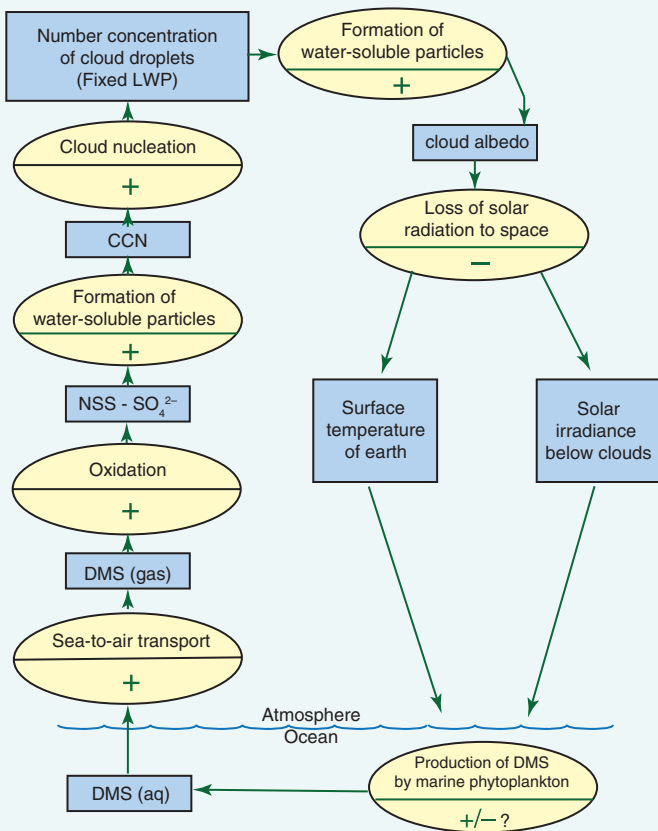 Number concentration
of cloud droplets
(Fixed LWP)
Formation of
water-soluble particles
+
cloud albedo
Loss of solar
radiation to space
−
Surface
temperature
of earth
Solar
irradiance
below clouds
Cloud nucleation
+
CCN
Formation of
water-soluble particles
+
NSS - SO₄²⁻
Oxidation
+
DMS (gas)
Sea-to-air transport
+
Atmosphere
Ocean
DMS (aq)
Production of DMS
by marine phytoplankton
+/− ?